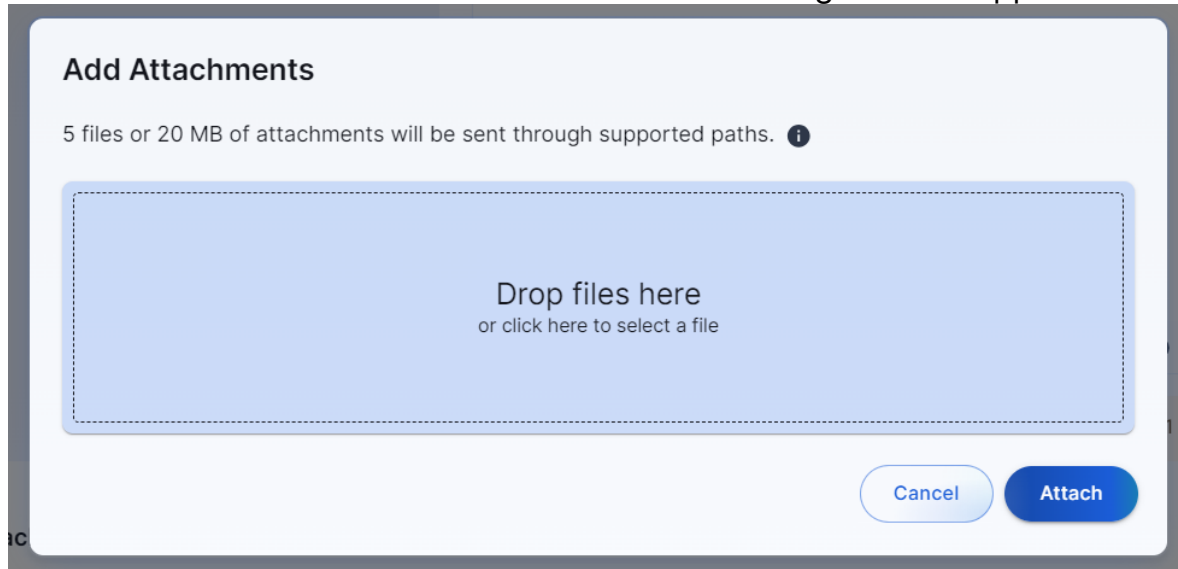 Add Attachments
5 files or 20 MB of attachments will be sent through supported paths.
Drop files here
or click here to select a file
Cancel
Attach